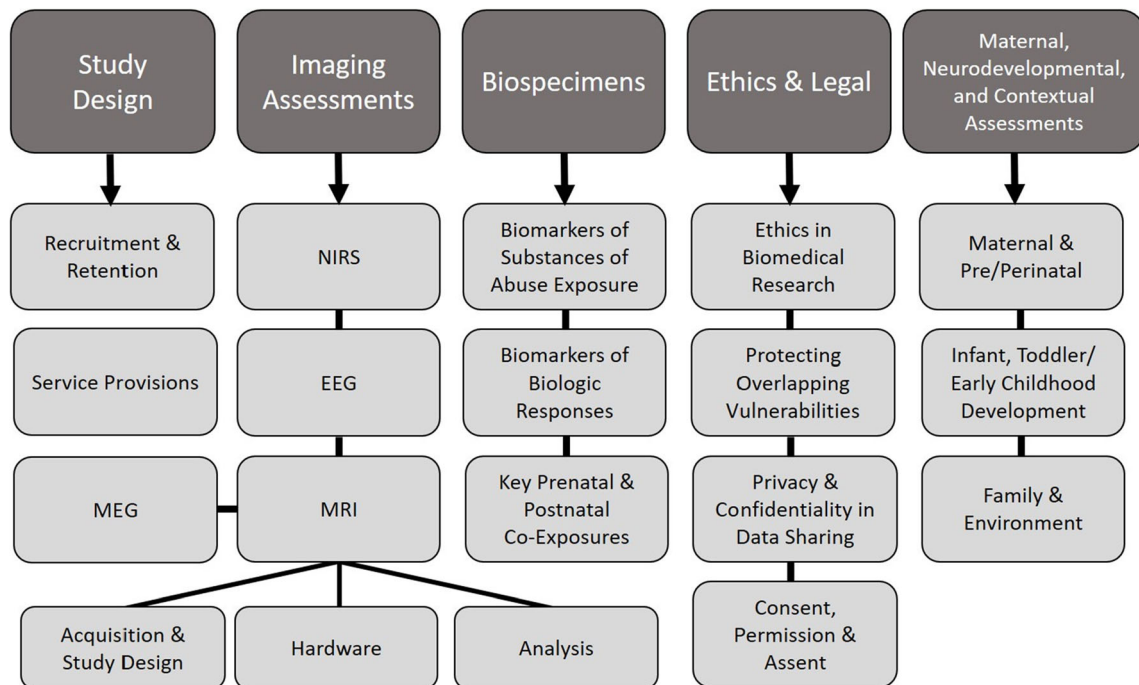 Study
Design
Imaging
Assessments
Biospecimens
Ethics & Legal
Maternal,
Neurodevelopmental,
and Contextual
Assessments
Recruitment &
Retention
NIRS
Biomarkers of
Substances of
Abuse Exposure
Ethics in
Biomedical
Research
Maternal &
Pre/Perinatal
Service Provisions
EEG
Biomarkers of
Biologic
Responses
Protecting
Overlapping
Vulnerabilities
Infant, Toddler/
Early Childhood
Development
MEG
MRI
Key Prenatal &
Postnatal
Co-Exposures
Privacy &
Confidentiality in
Data Sharing
Family &
Environment
Acquisition &
Study Design
Hardware
Analysis
Consent,
Permission &
Assent